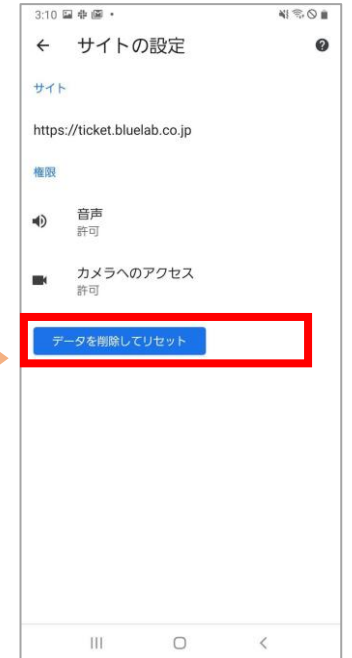 3:10
サイトの設定
サイト
https://ticket.bluelab.co.jp
権限
音声
許可
カメラへのアクセス
許可
データを削除してリセット